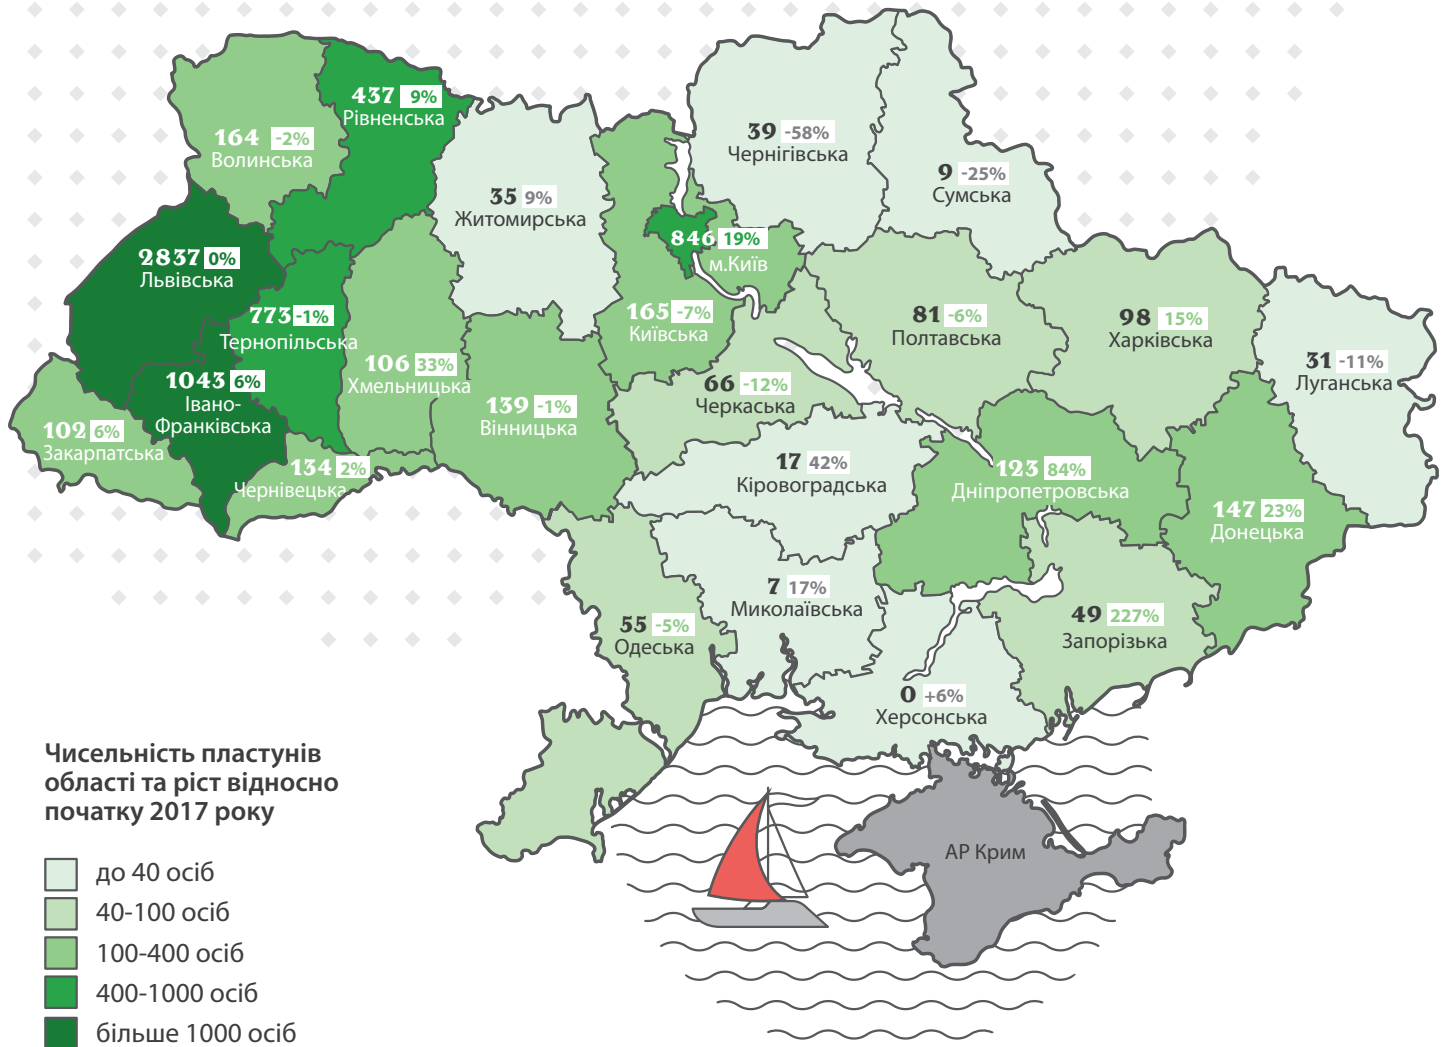 437 9%
Рівненська
164 -2%
Волинська
39 -58%
Чернігівська
9 -25%
Сумська
35 9%
Житомирська
846 19%
м.Київ
2837 0%
Львівська
773 -1%
Тернопільська
165 -7%
Київська
81 -6%
Полтавська
98 15%
Харківська
31 -11%
Луганська
106 33%
Хмельницька
1043 6%
Івано-
Франківська
66 -12%
Черкаська
139 -1%
Вінницька
102 6%
Закарпатська
134 2%
Чернівецька
17 42%
Кіровоградська
123 84%
Дніпропетровська
147 23%
Донецька
7 17%
Миколаївська
55 -5%
Одеська
49 227%
Запорізька
0 +6%
Херсонська
АР Крим
Чисельність пластунів
області та ріст відносно
початку 2017 року
до 40 осіб
40-100 осіб
100-400 осіб
400-1000 осіб
більше 1000 осіб